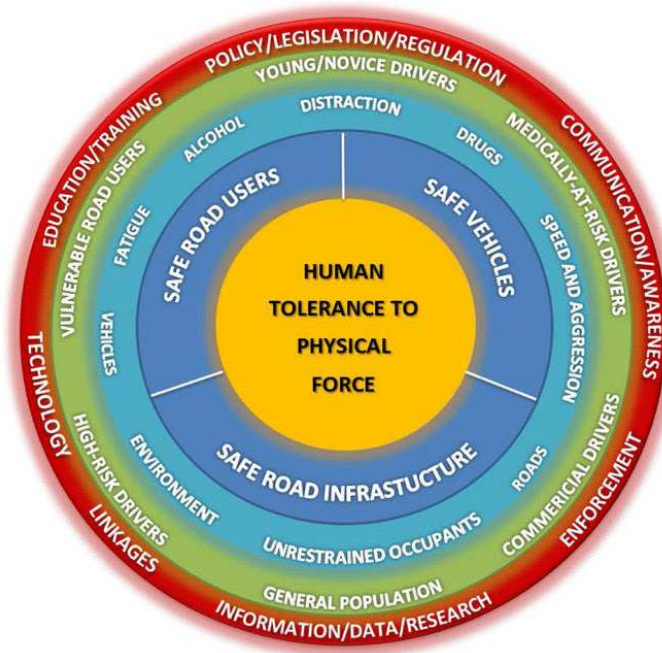 POLICY/LEGISLATION/REGULATION
COMMUNICATION/AWARENESS
ENFORCEMENT
INFORMATION/DATA/RESEARCH
LINKAGES
TECHNOLOGY
EDUCATION/TRAINING
YOUNG/NOVICE DRIVERS
MEDICALLY-AT-RISK DRIVERS
COMMERCIAL DRIVERS
GENERAL POPULATION
HIGH-RISK DRIVERS
VULNERABLE ROAD USERS
DISTRACTION
DRUGS
SPEED AND AGGRESSION
ROADS
UNRESTRAINED OCCUPANTS
ENVIRONMENT
VEHICLES
FATIGUE
ALCOHOL
SAFE ROAD USERS
SAFE VEHICLES
SAFE ROAD INFRASTUCTURE
HUMAN
TOLERANCE TO
PHYSICAL
FORCE